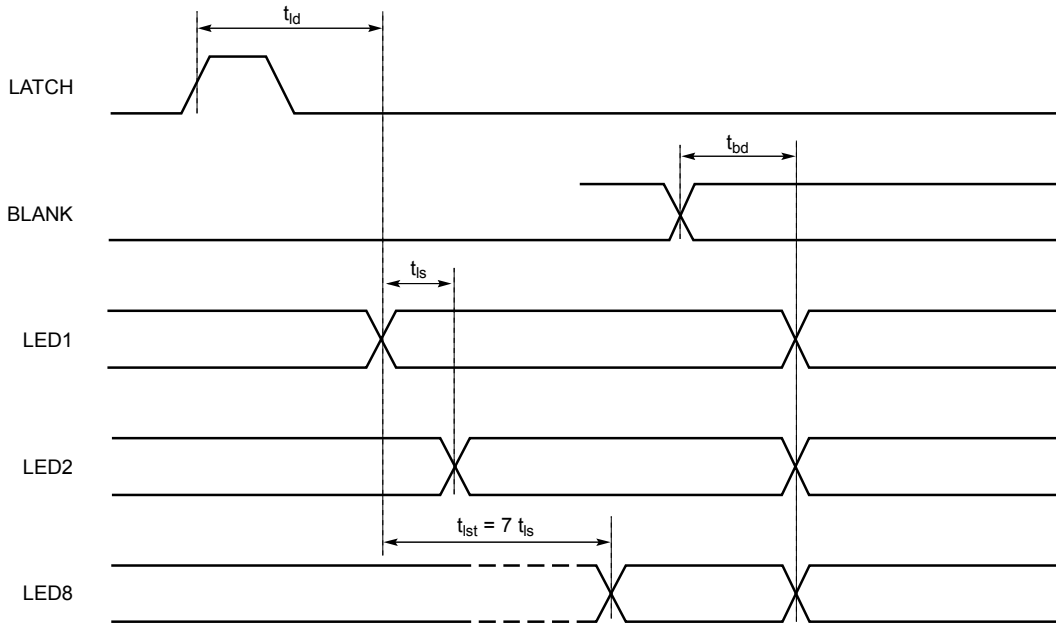 t_ld
LATCH
t_bd
BLANK
t_ls
LED1
LED2
t_lst = 7 t_ls
LED8